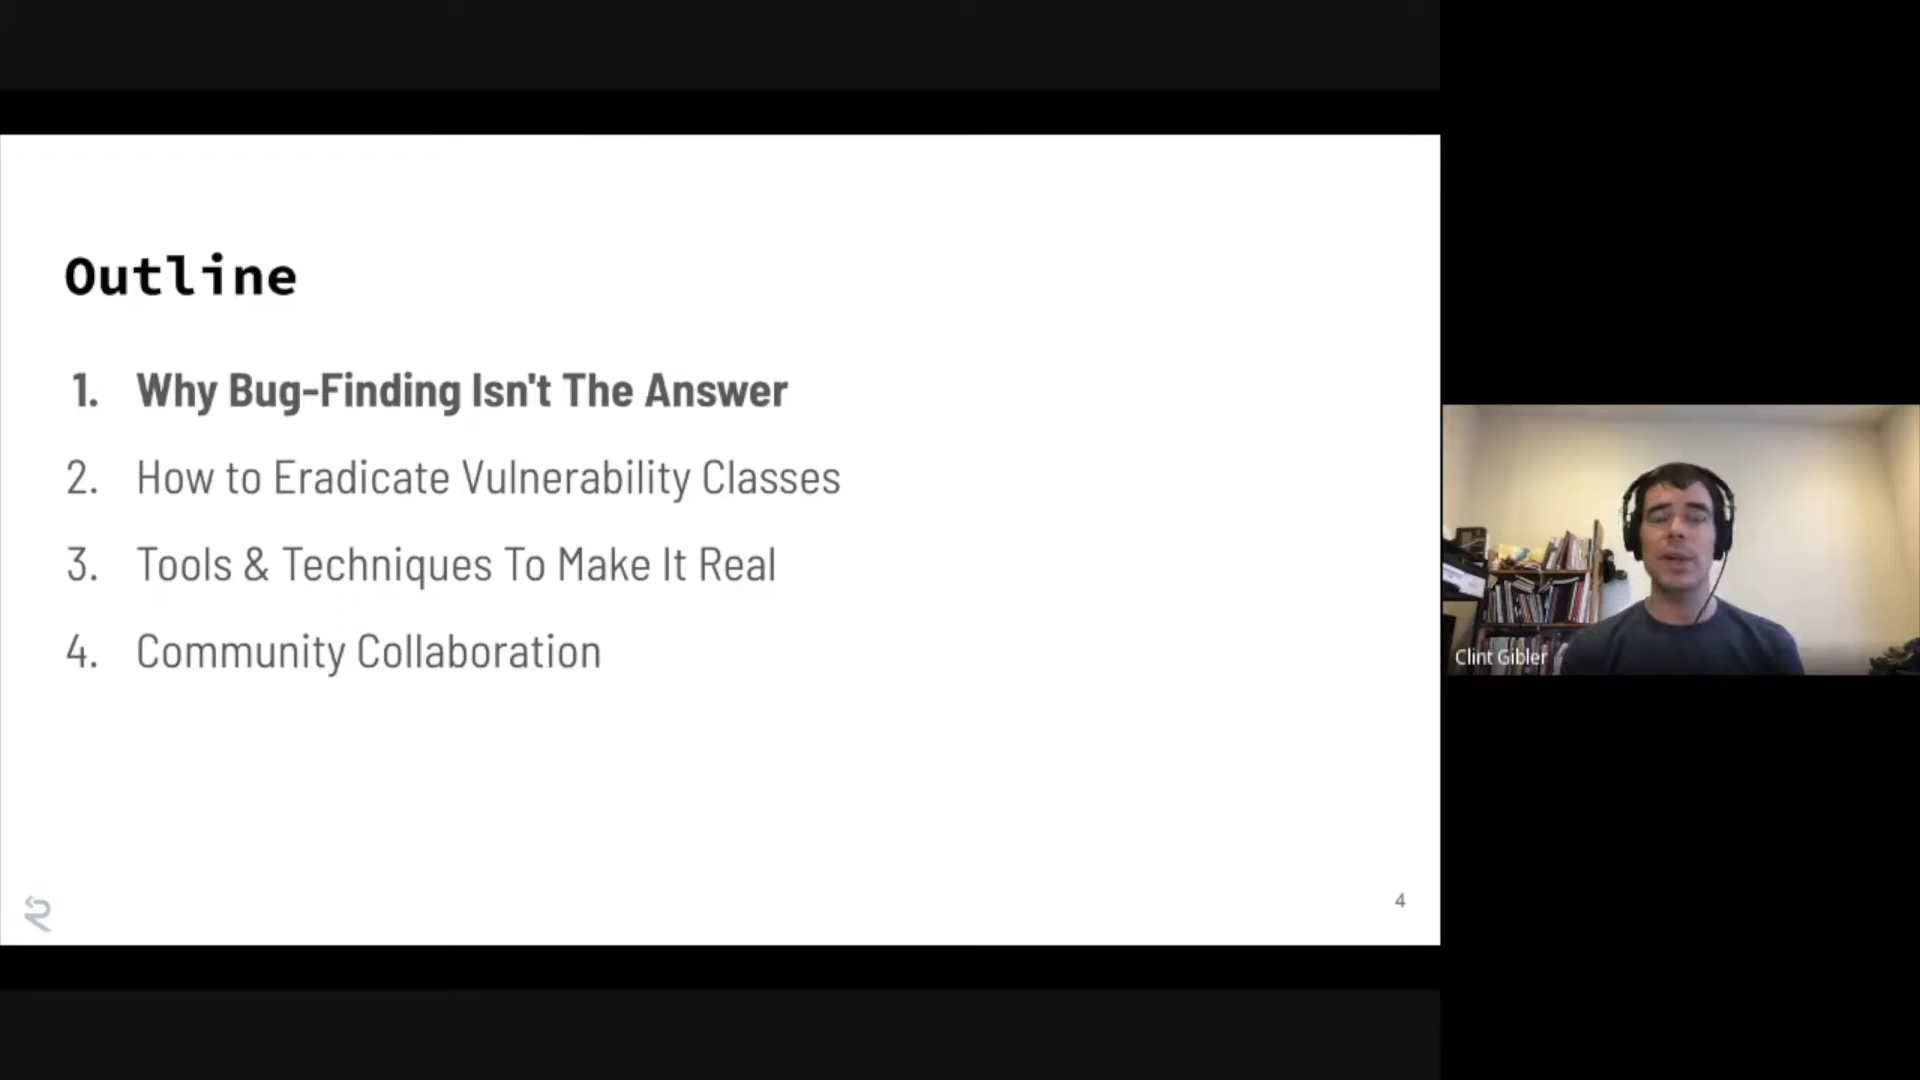 Outline
1. Why Bug-Finding Isn't The Answer
2. How to Eradicate Vulnerability Classes
3. Tools & Techniques To Make It Real
4. Community Collaboration
4
Clint Gibler